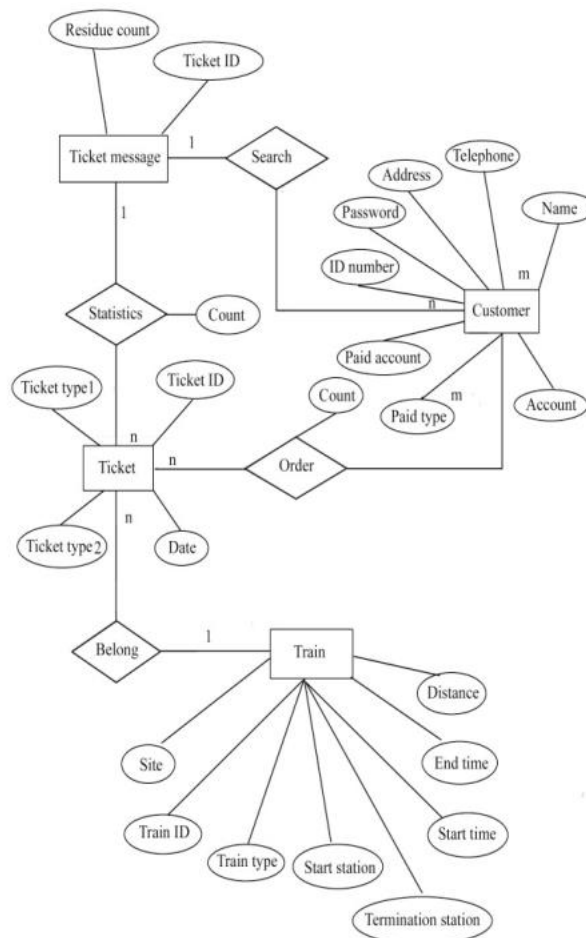 Residue count
Ticket ID
Ticket message
1
Search
1
Telephone
Address
Name
Password
m
ID number
n
Customer
Statistics
Count
Paid account
Ticket type1
Ticket ID
Count
m
Paid type
Account
n
Ticket
n
Order
n
Ticket type2
Date
Belong
1
Train
Distance
Site
End time
Train ID
Start time
Train type
Start station
Termination station